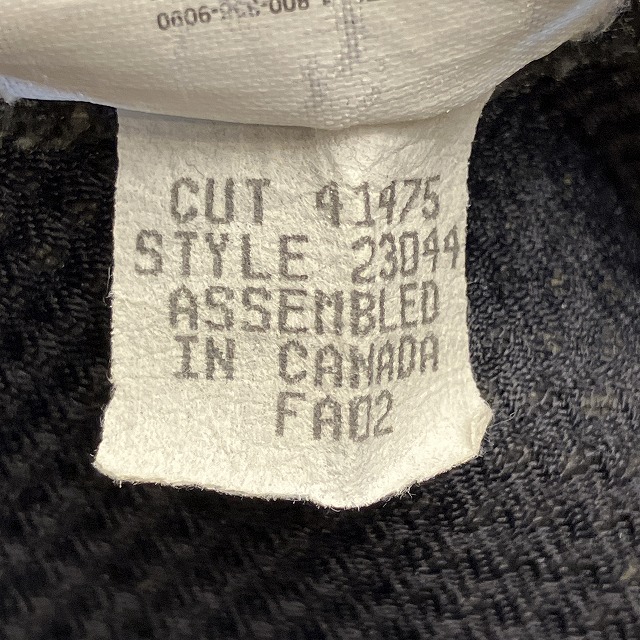 CUT 41475
STYLE 23044
ASSEMBLED
IN CANADA
FA02